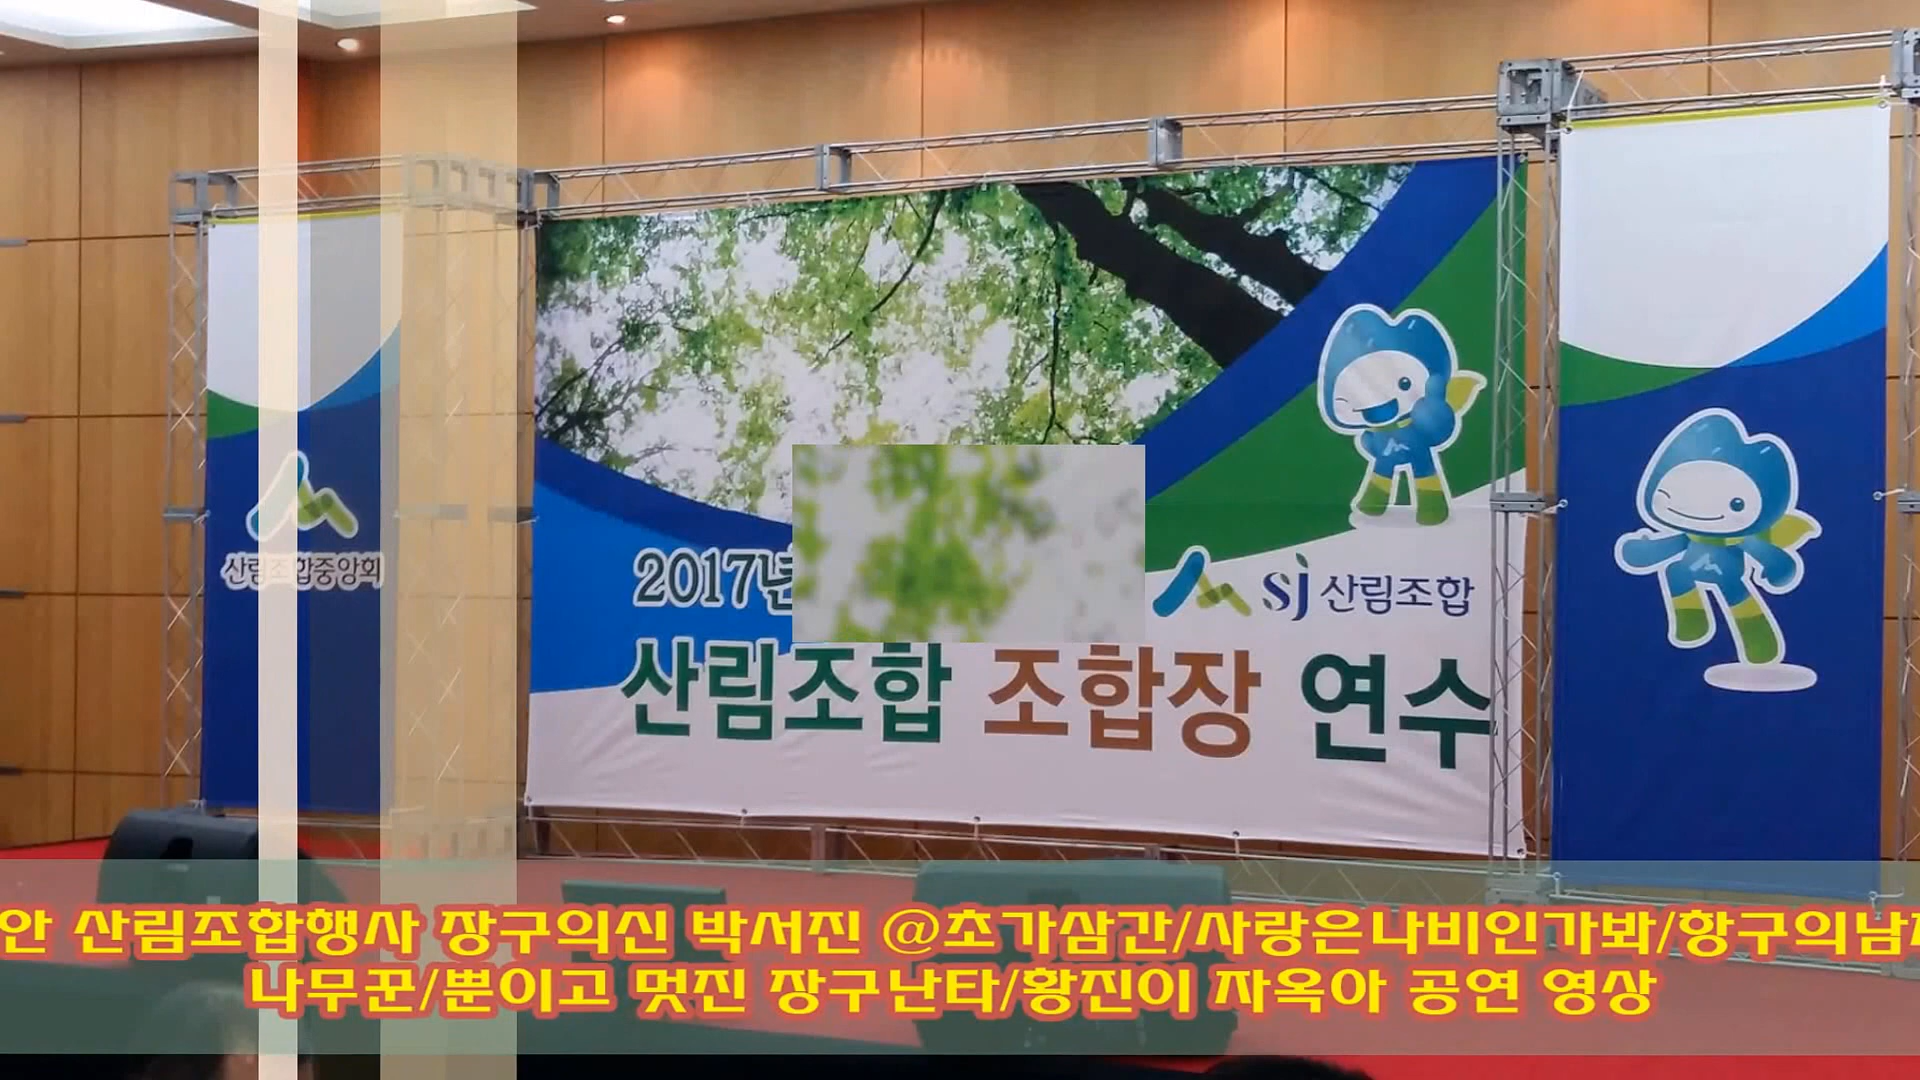 산림조합중앙회
2017년
sj 산림조합
산림조합 조합장 연수
안 산림조합행사 장구의신 박서진 @초가삼간/사랑은나비인가봐/항구의남자
나무꾼/뿐이고 멋진 장구난타/황진이 자옥아 공연 영상